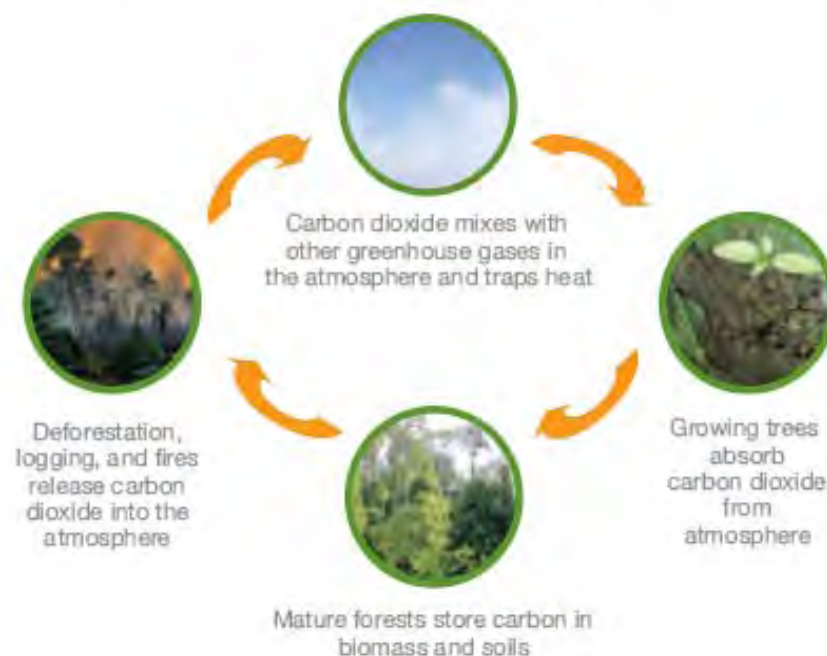 Carbon dioxide mixes with
other greenhouse gases in
the atmosphere and traps heat
Growing trees
absorb
carbon dioxide
from
atmosphere
Mature forests store carbon in
biomass and soils
Deforestation,
logging, and fires
release carbon
dioxide into the
atmosphere